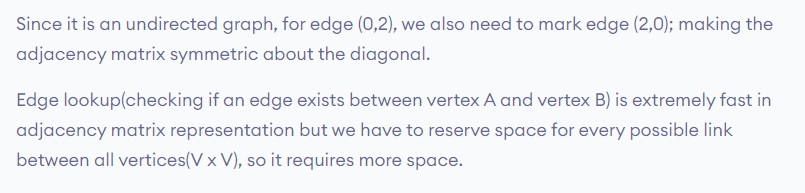 Since it is an undirected graph, for edge (0,2), we also need to mark edge (2,0); making the
adjacency matrix symmetric about the diagonal.
Edge lookup(checking if an edge exists between vertex A and vertex B) is extremely fast in
adjacency matrix representation but we have to reserve space for every possible link
between all vertices(V x V), so it requires more space.